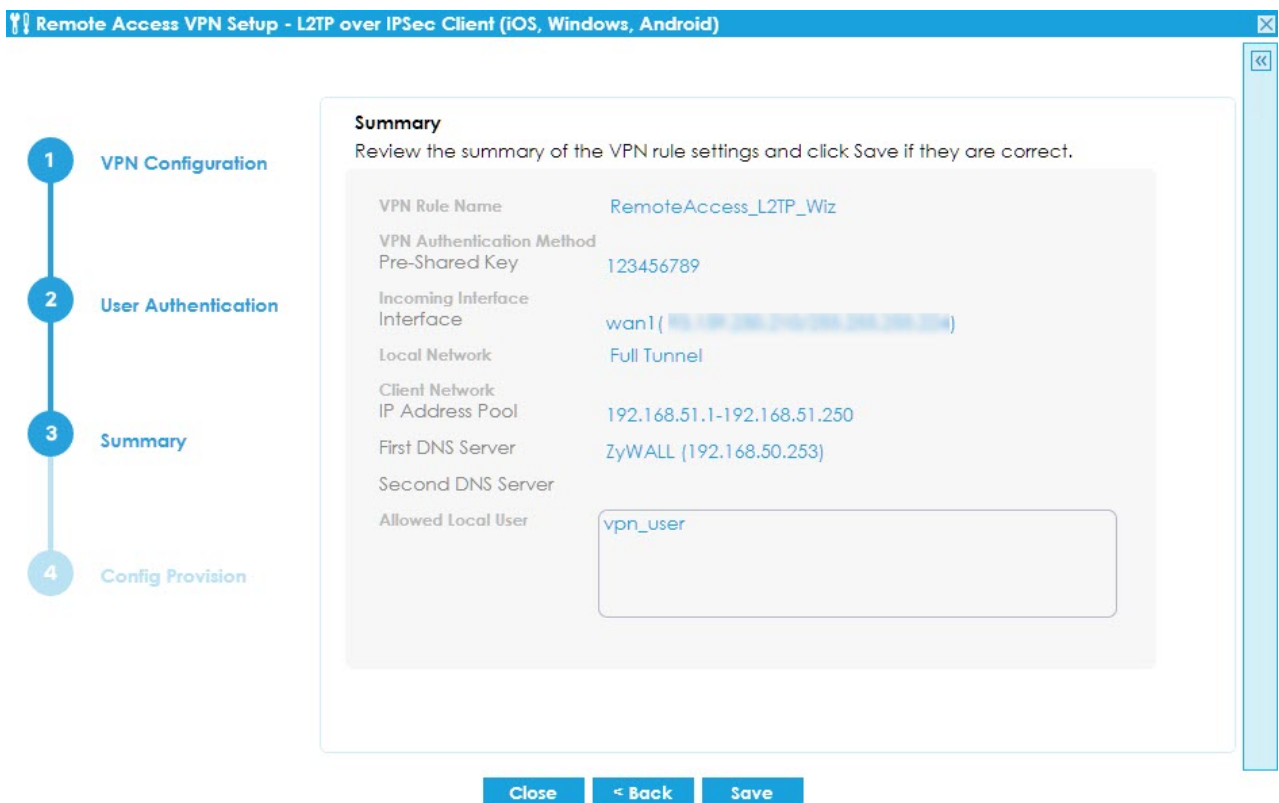 Remote Access VPN Setup - L2TP over IPSec Client (iOS, Windows, Android)
1 VPN Configuration
2 User Authentication
3 Summary
4 Config Provision
Summary
Review the summary of the VPN rule settings and click Save if they are correct.
VPN Rule Name RemoteAccess_L2TP_Wiz
VPN Authentication Method
Pre-Shared Key 123456789
Incoming Interface
Interface wan1( )
Local Network Full Tunnel
Client Network
IP Address Pool 192.168.51.1-192.168.51.250
First DNS Server ZyWALL (192.168.50.253)
Second DNS Server
Allowed Local User vpn_user
Close < Back Save